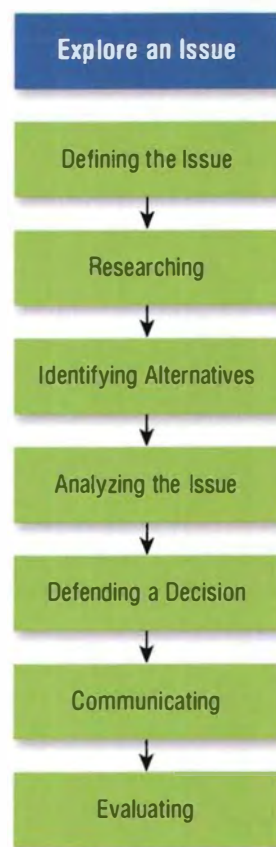 Explore an Issue
Defining the Issue
Researching
Identifying Alternatives
Analyzing the Issue
Defending a Decision
Communicating
Evaluating